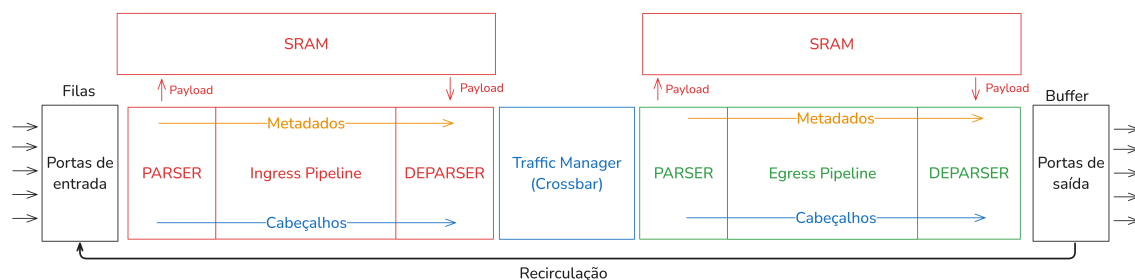 SRAM
SRAM
Filas
Payload
Payload
Payload
Payload
Buffer
Metadados
Metadados
Portas de
entrada
PARSER
Ingress Pipeline
DEPARSER
Traffic Manager
(Crossbar)
PARSER
Egress Pipeline
DEPARSER
Portas de
saída
Cabeçalhos
Cabeçalhos
Recirculação